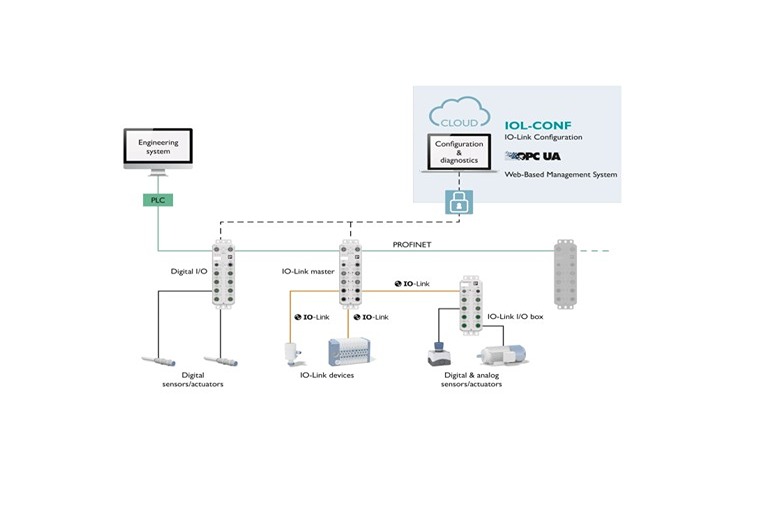 CLOUD
IOL-CONF
IO-Link Configuration
OPC UA
Web-Based Management System
Configuration
&
diagnostics
Engineering
system
PLC
PROFINET
Digital I/O
IO-Link master
IO-Link
IO-Link
IO-Link
IO-Link I/O box
Digital
sensors/actuators
IO-Link devices
Digital & analog
sensors/actuators